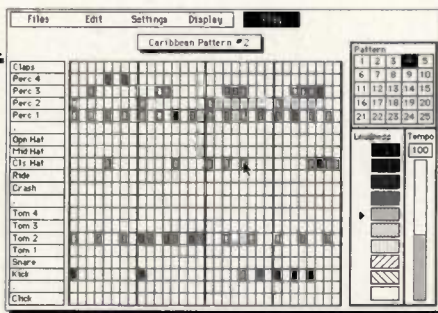 Files Edit Settings Display
Caribbean Pattern #2
Claps
Perc 4
Perc 3
Perc 2
Perc 1
Opn Hat
Mid Hat
Cls Hat
Ride
Crash
Tom 4
Tom 3
Tom 2
Tom 1
Snare
Kick
Click
Pattern
1 2 3 5
6 7 8 9 10
11 12 13 14 15
16 17 18 19 20
21 22 23 24 25
Loudness
Tempo
100